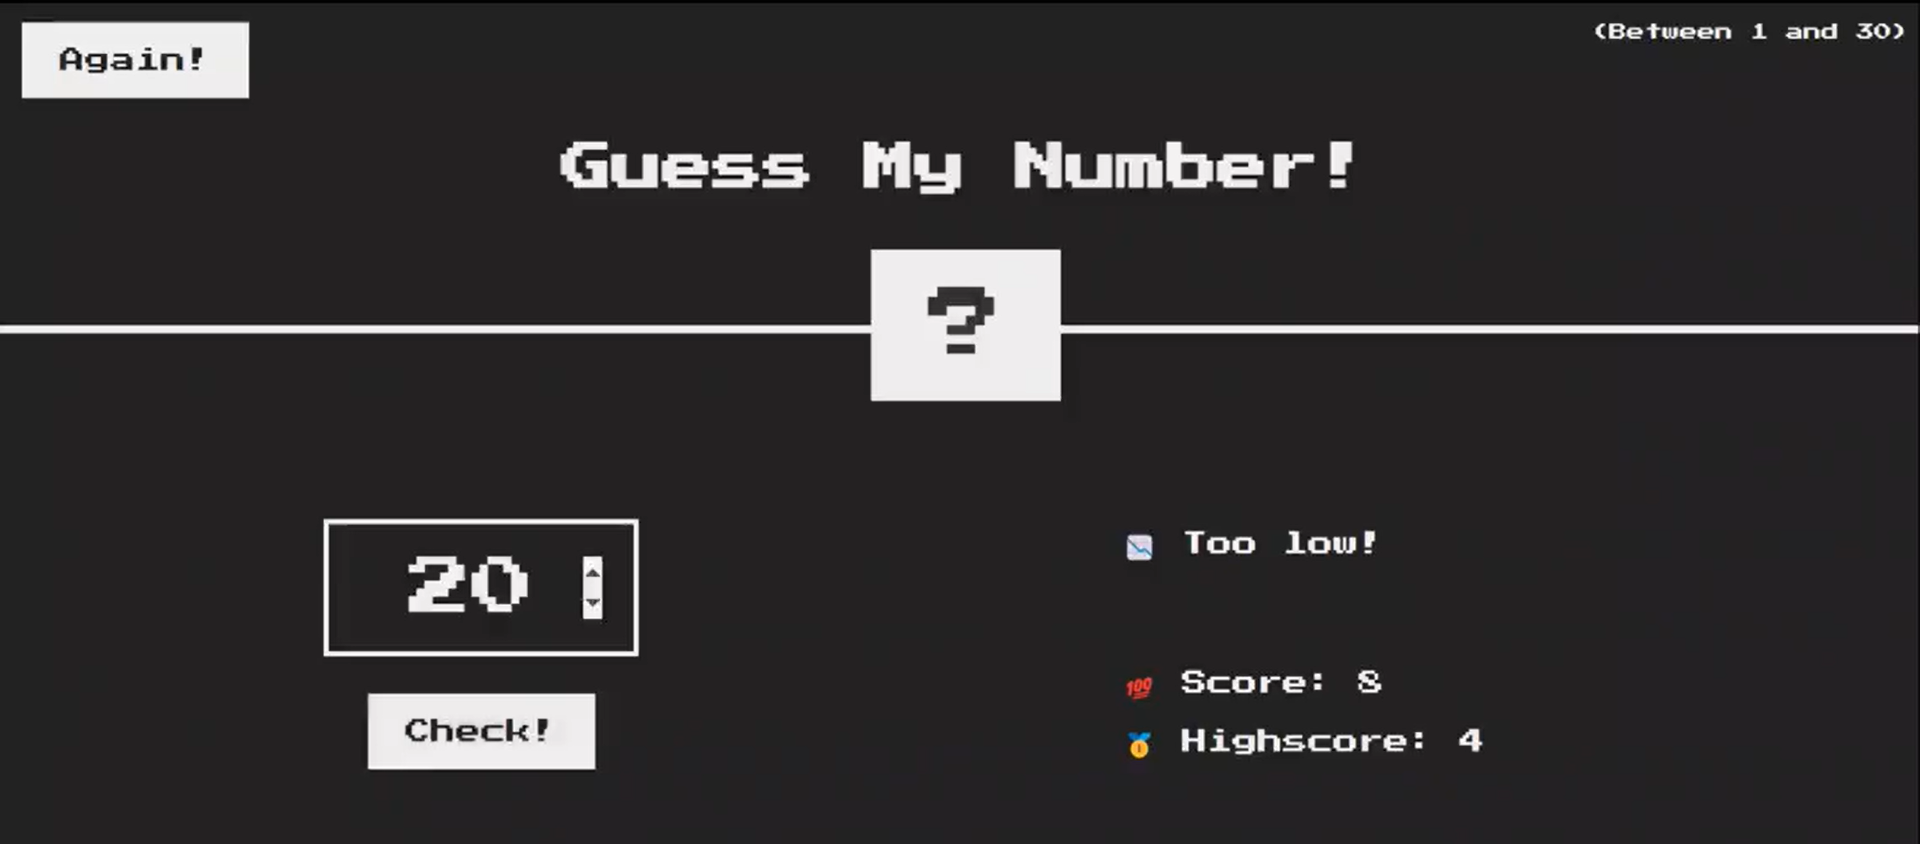 Again!
(Between 1 and 30)
Guess My Number!
?
20
Check!
📉 Too low!
💯 Score: 8
🥇 Highscore: 4